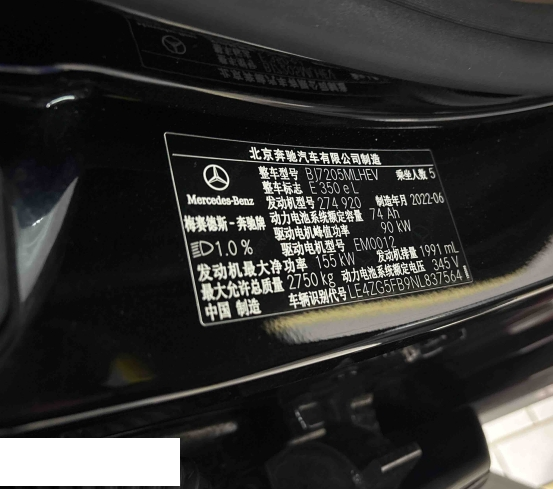 北京奔驰汽车有限公司制造
整车型号 BJ7205MLHEV 乘坐人数 5
整车标志 E 350 e L
Mercedes-Benz 发动机型号 274 920 制造年月 2022-06
梅赛德斯-奔驰牌 动力电池系统额定容量 74 Ah
驱动电机峰值功率 90 kW
1.0 % 驱动电机型号 EM0012
发动机最大净功率 155 kW 发动机排量 1991 mL
最大允许总质量 2750 kg 动力电池系统额定电压 345 V
中国 制造 车辆识别代号 LE4ZG5FB9NL837564